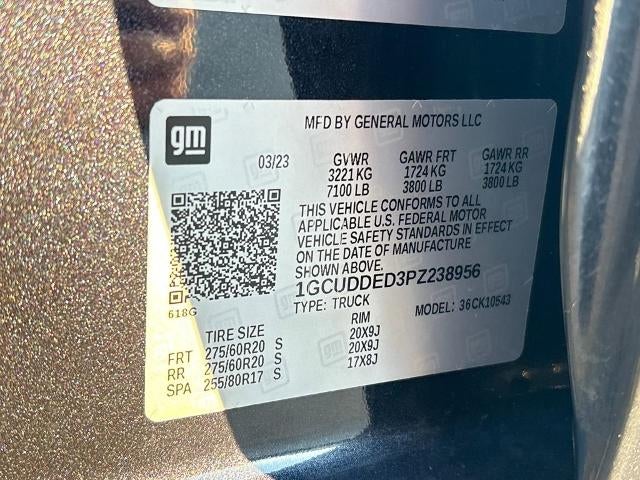 gm
MFD BY GENERAL MOTORS LLC
03/23 GVWR GAWR FRT GAWR RR
3221 KG 1724 KG 1724 KG
7100 LB 3800 LB 3800 LB
THIS VEHICLE CONFORMS TO ALL
APPLICABLE U.S. FEDERAL MOTOR
VEHICLE SAFETY STANDARDS IN EFFECT
ON THE DATE OF MANUFACTURE
SHOWN ABOVE.
1GCUDDED3PZ238956
618G
TYPE: TRUCK MODEL: 36CK10543
TIRE SIZE RIM
FRT 275/60R20 S 20X9J
RR 275/60R20 S 20X9J
SPA 255/80R17 S 17X8J